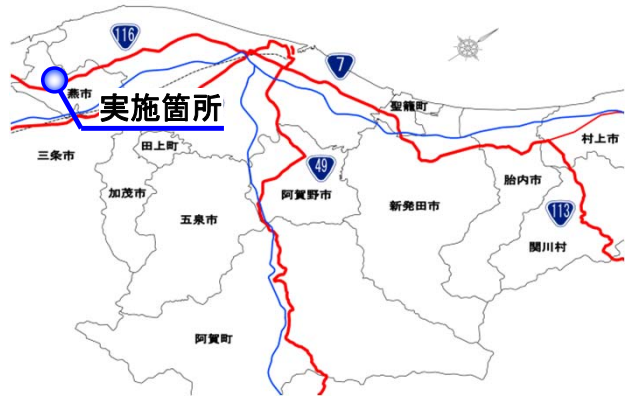 116
7
燕市
実施箇所
聖籠町
三条市
田上町
村上市
49
加茂市
阿賀野市
胎内市
五泉市
新発田市
113
関川村
阿賀町